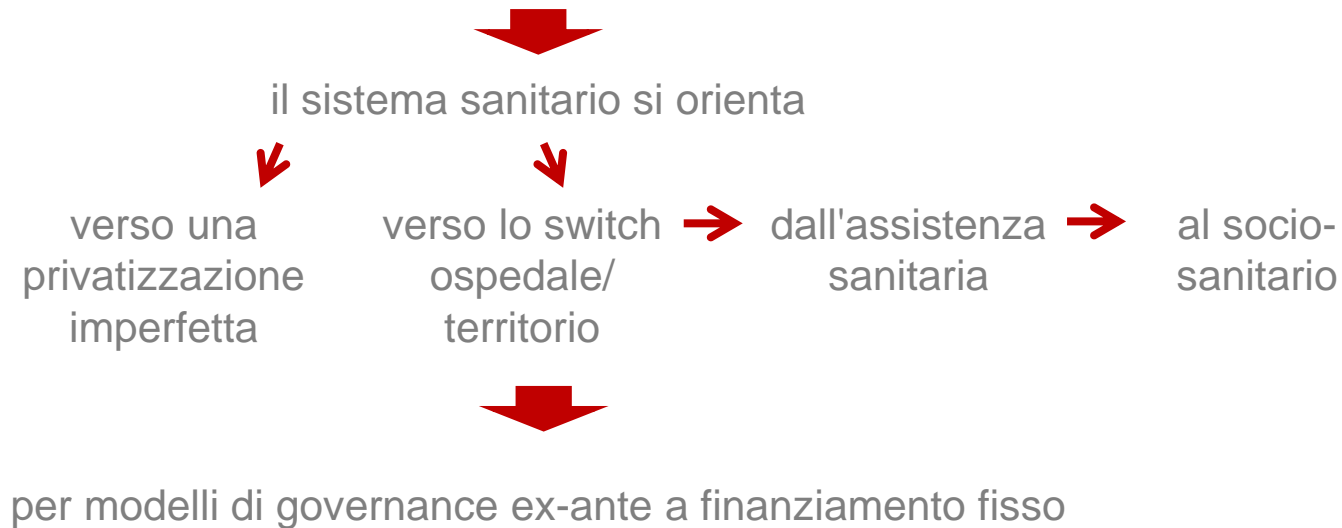 il sistema sanitario si orienta
verso una
privatizzazione
imperfetta
verso lo switch
ospedale/
territorio
dall'assistenza
sanitaria
al socio-
sanitario
per modelli di governance ex-ante a finanziamento fisso